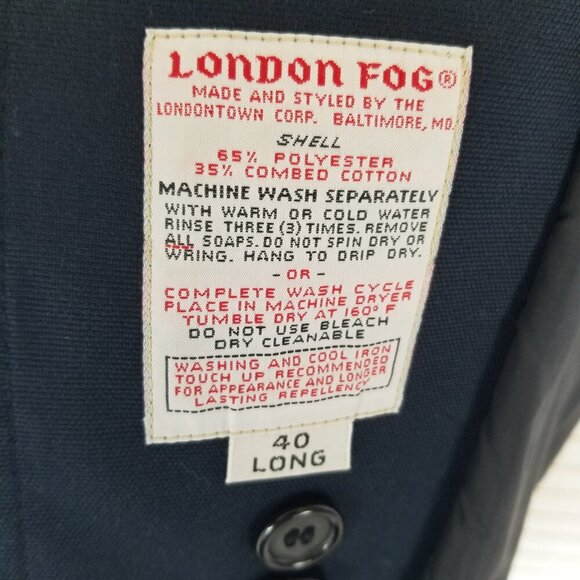 LONDON FOG®
MADE AND STYLED BY THE
LONDONTOWN CORP. BALTIMORE, MD.
SHELL
65% POLYESTER
35% COMBED COTTON
MACHINE WASH SEPARATELY
WITH WARM OR COLD WATER
RINSE THREE (3) TIMES. REMOVE
ALL SOAPS. DO NOT SPIN DRY OR
WRING. HANG TO DRIP DRY.
- OR -
COMPLETE WASH CYCLE
PLACE IN MACHINE DRYER
TUMBLE DRY AT 160° F
DO NOT USE BLEACH
DRY CLEANABLE
WASHING AND COOL IRON
TOUCH UP RECOMMENDED
FOR APPEARANCE AND LONGER
LASTING REPELLENCY
40
LONG